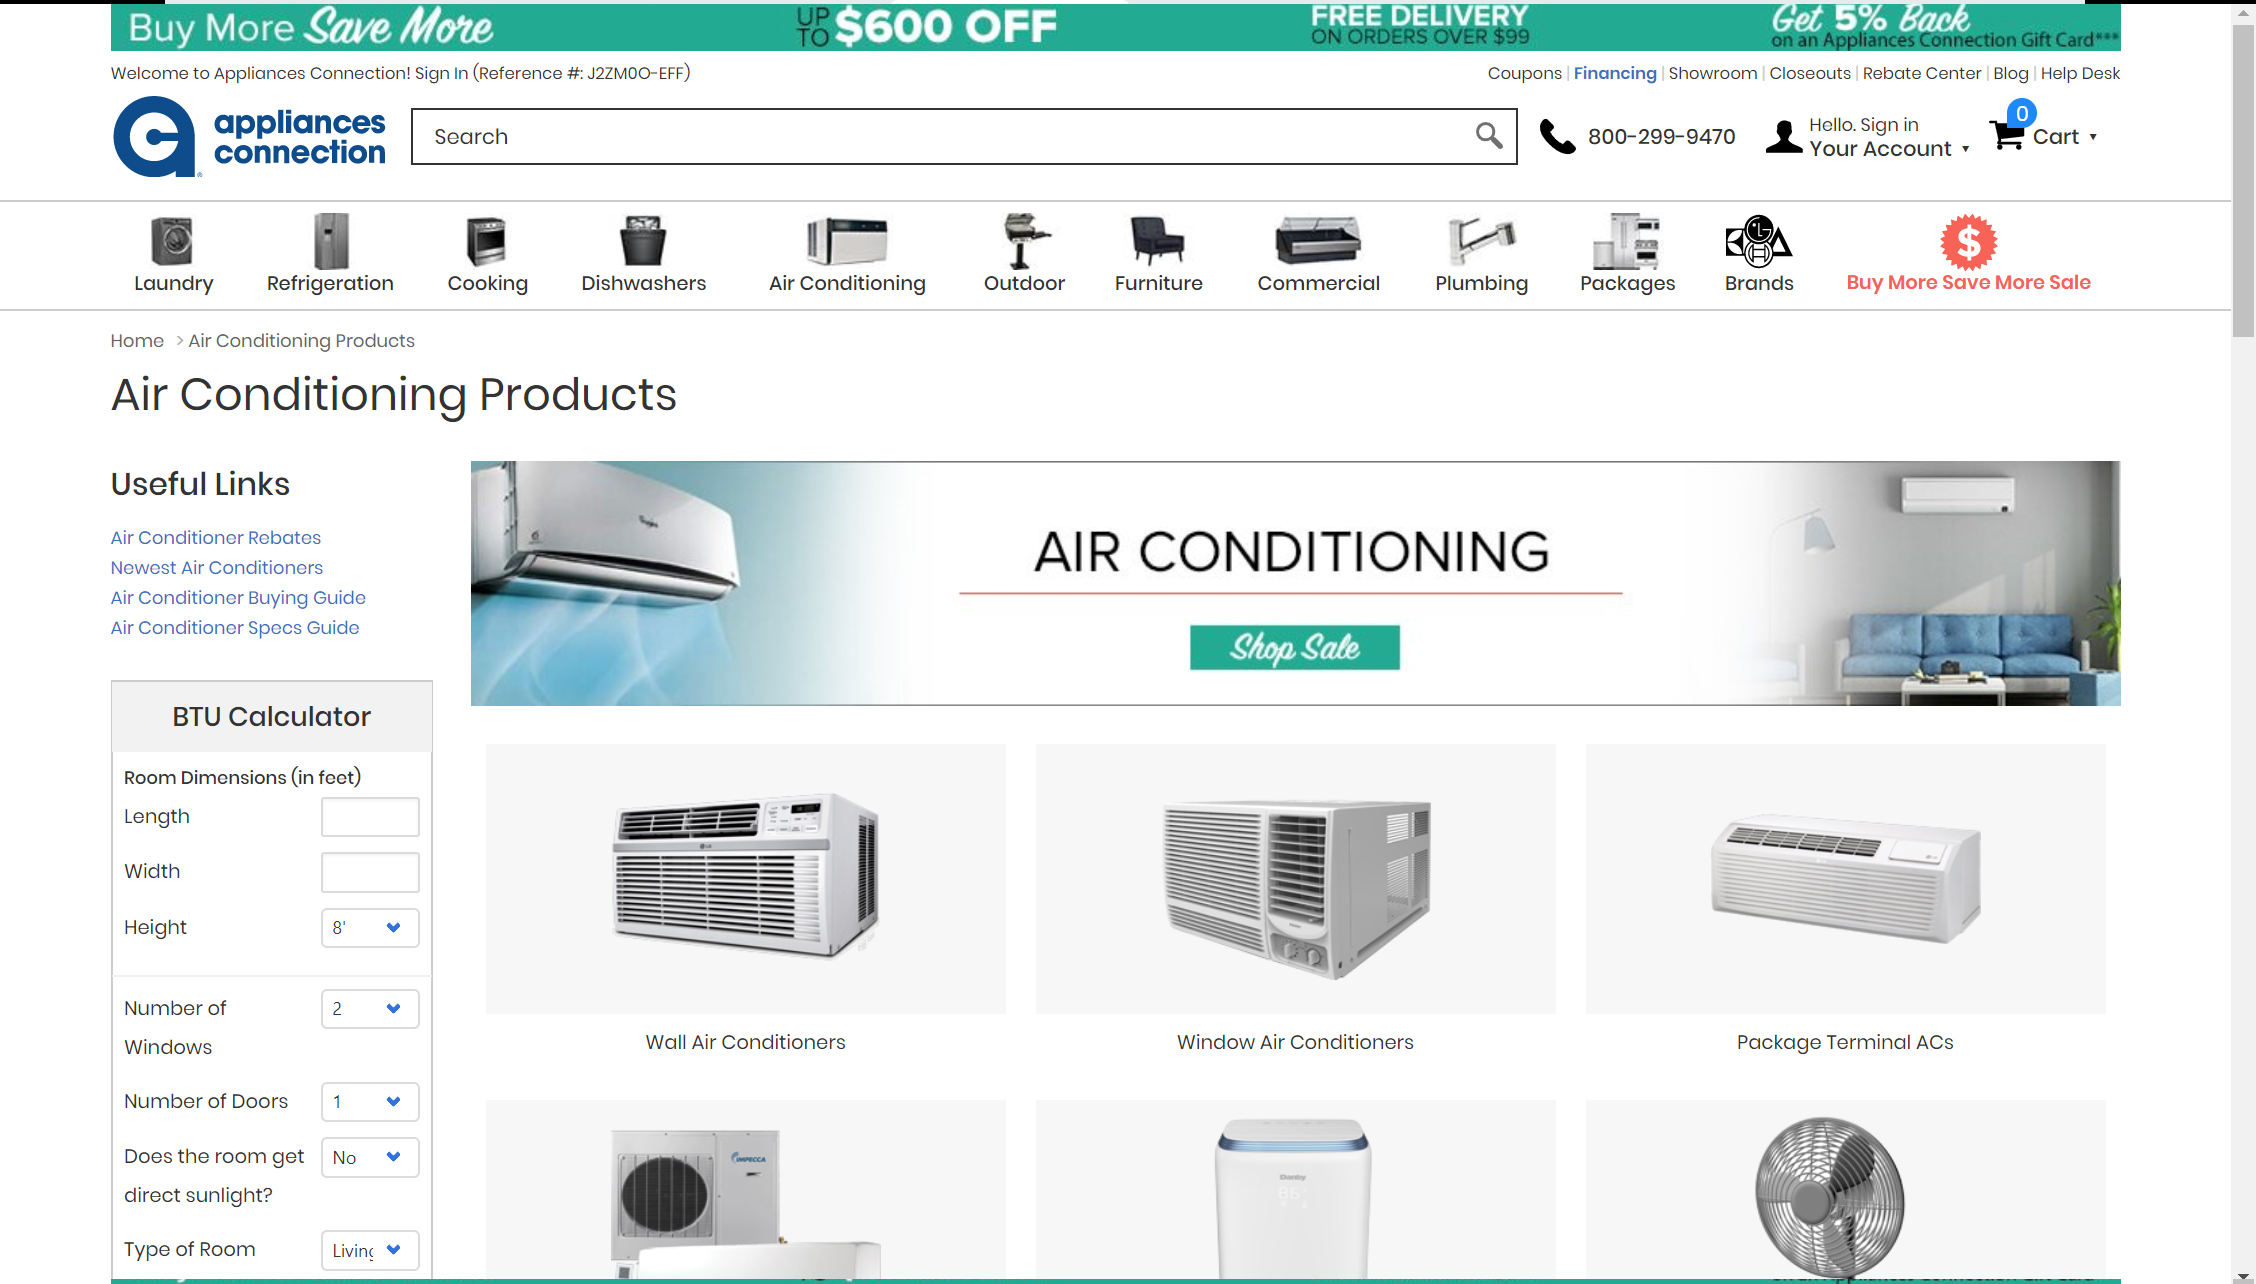 Buy More Save More
UP TO $600 OFF
FREE DELIVERY
ON ORDERS OVER $99
Get 5% Back
on an Appliances Connection Gift Card***
Welcome to Appliances Connection! Sign In (Reference #: J2ZM0O-EFF)
Coupons | Financing | Showroom | Closeouts | Rebate Center | Blog | Help Desk
appliances
connection
Search
800-299-9470
Hello. Sign in
Your Account
0
Cart
Laundry
Refrigeration
Cooking
Dishwashers
Air Conditioning
Outdoor
Furniture
Commercial
Plumbing
Packages
Brands
$
Buy More Save More Sale
Home > Air Conditioning Products
Air Conditioning Products
Useful Links
Air Conditioner Rebates
Newest Air Conditioners
Air Conditioner Buying Guide
Air Conditioner Specs Guide
AIR CONDITIONING
Shop Sale
BTU Calculator
Room Dimensions (in feet)
Length
Width
Height 8'
Number of Windows 2
Number of Doors 1
Does the room get direct sunlight? No
Type of Room Living
Wall Air Conditioners
Window Air Conditioners
Package Terminal ACs
IMPECCA
Danby